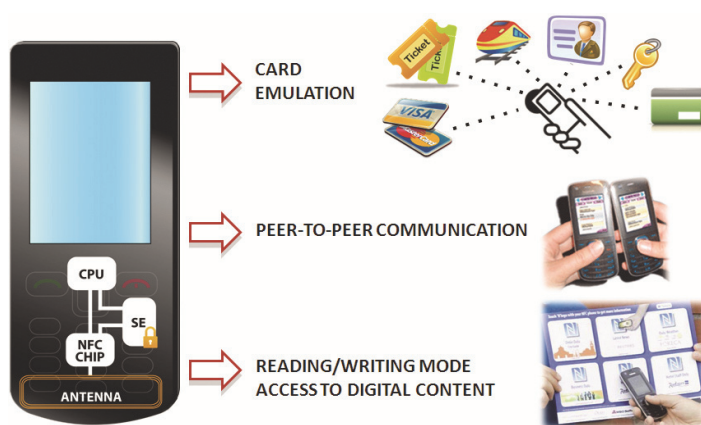 CARD
EMULATION
Ticket
Ticket
VISA
MasterCard
PEER-TO-PEER COMMUNICATION
CPU
SE
NFC
CHIP
ANTENNA
READING/WRITING MODE
ACCESS TO DIGITAL CONTENT